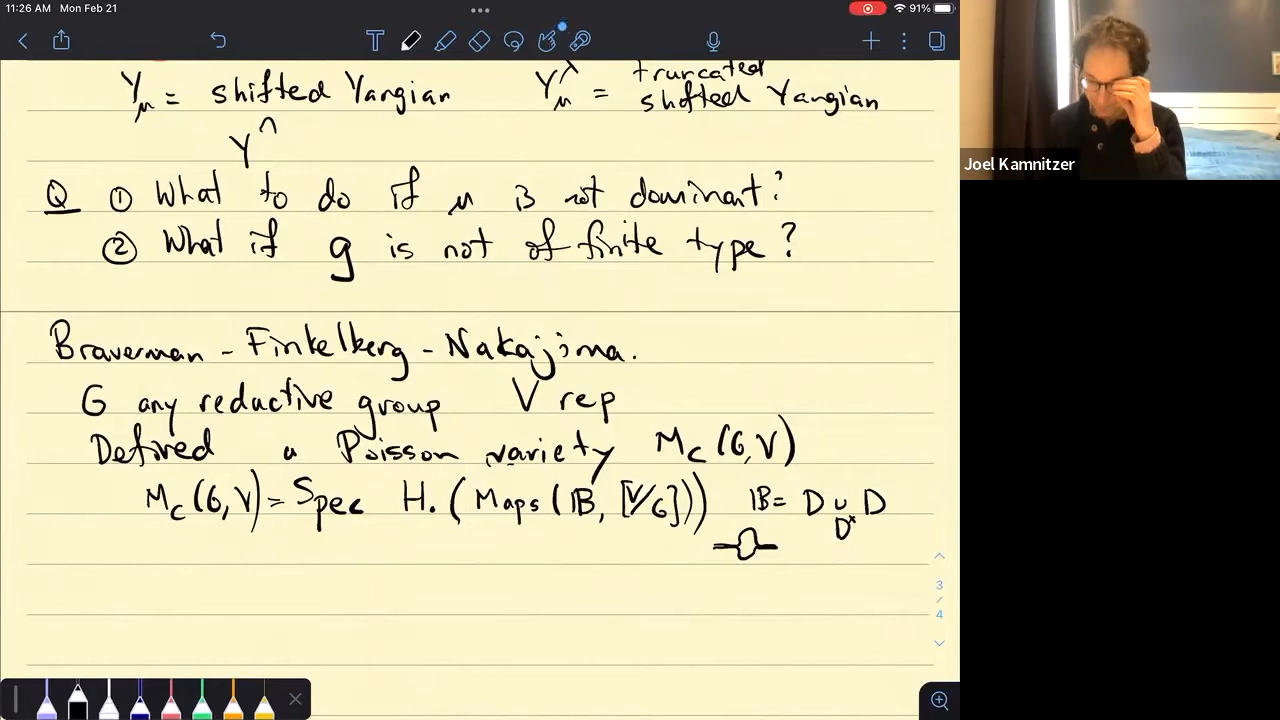 11:26 AM Mon Feb 21
91%
Y_μ = shifted Yangian Y_μ^λ = truncated shifted Yangian
Y^λ
Q ① What to do if μ is not dominant?
② What if g is not of finite type?
Braverman - Finkelberg - Nakajima.
G any reductive group V rep
Defined a Poisson variety M_C(G,V)
M_C(G,V) = Spec H.(Maps(B, [V/G])) B = D ∪_{D^x} D
3/4
Joel Kamnitzer